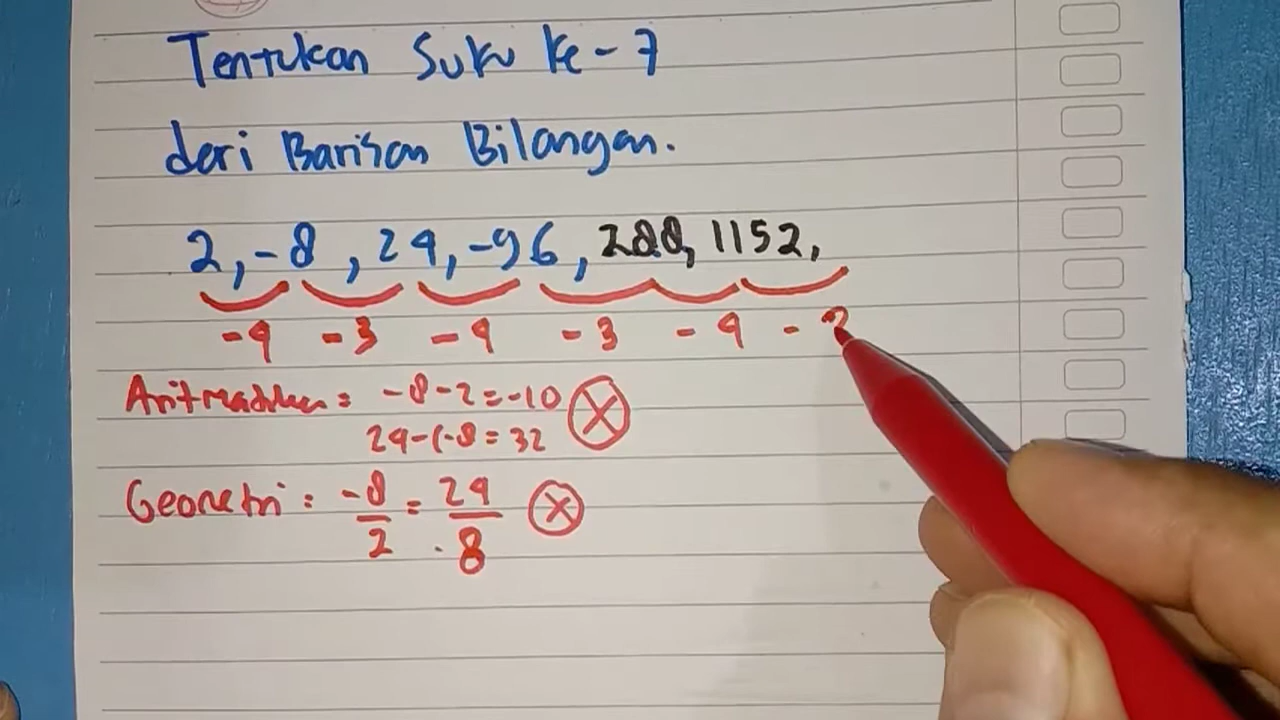 Tentukan Suku Ke-7
dari Barisan Bilangan.
2, -8, 24, -96, 288, 1152,
-4 -3 -4 -3 -4 -
Aritmatika = -8-2=-10
24-(-8=32
Geometri : -8/2 = 24/-8